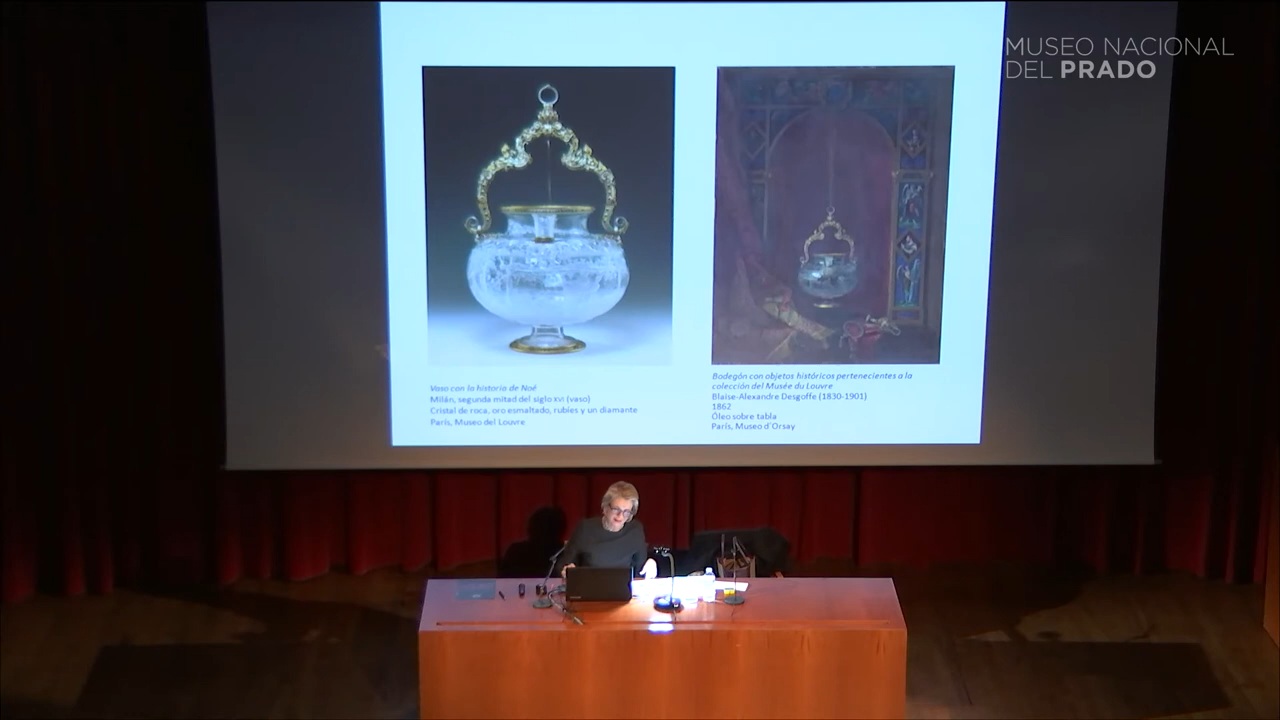 MUSEO NACIONAL
DEL PRADO
Vaso con la historia de Noé
Milán, segunda mitad del siglo XVI (vaso)
Cristal de roca, oro esmaltado, rubíes y un diamante
París, Museo del Louvre
Bodegón con objetos históricos pertenecientes a la
colección del Musée du Louvre
Blaise-Alexandre Desgoffe (1830-1901)
1862
Óleo sobre tabla
París, Museo d´Orsay